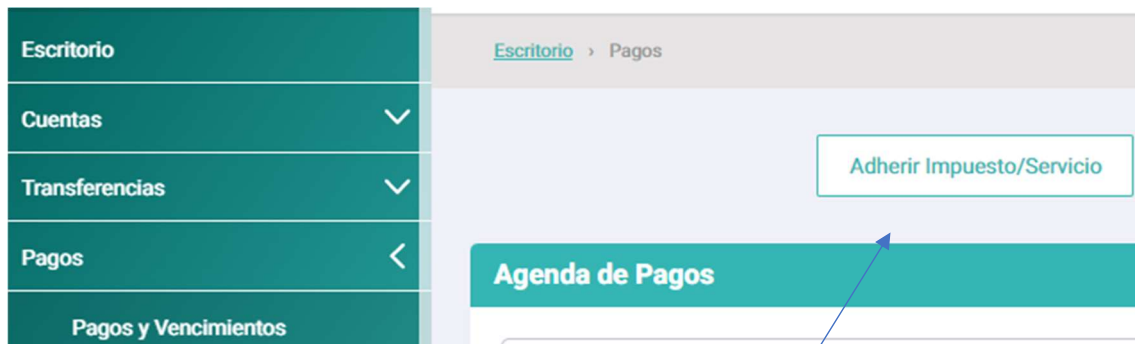 Escritorio
Cuentas
Transferencias
Pagos
Pagos y Vencimientos
Escritorio › Pagos
Adherir Impuesto/Servicio
Agenda de Pagos